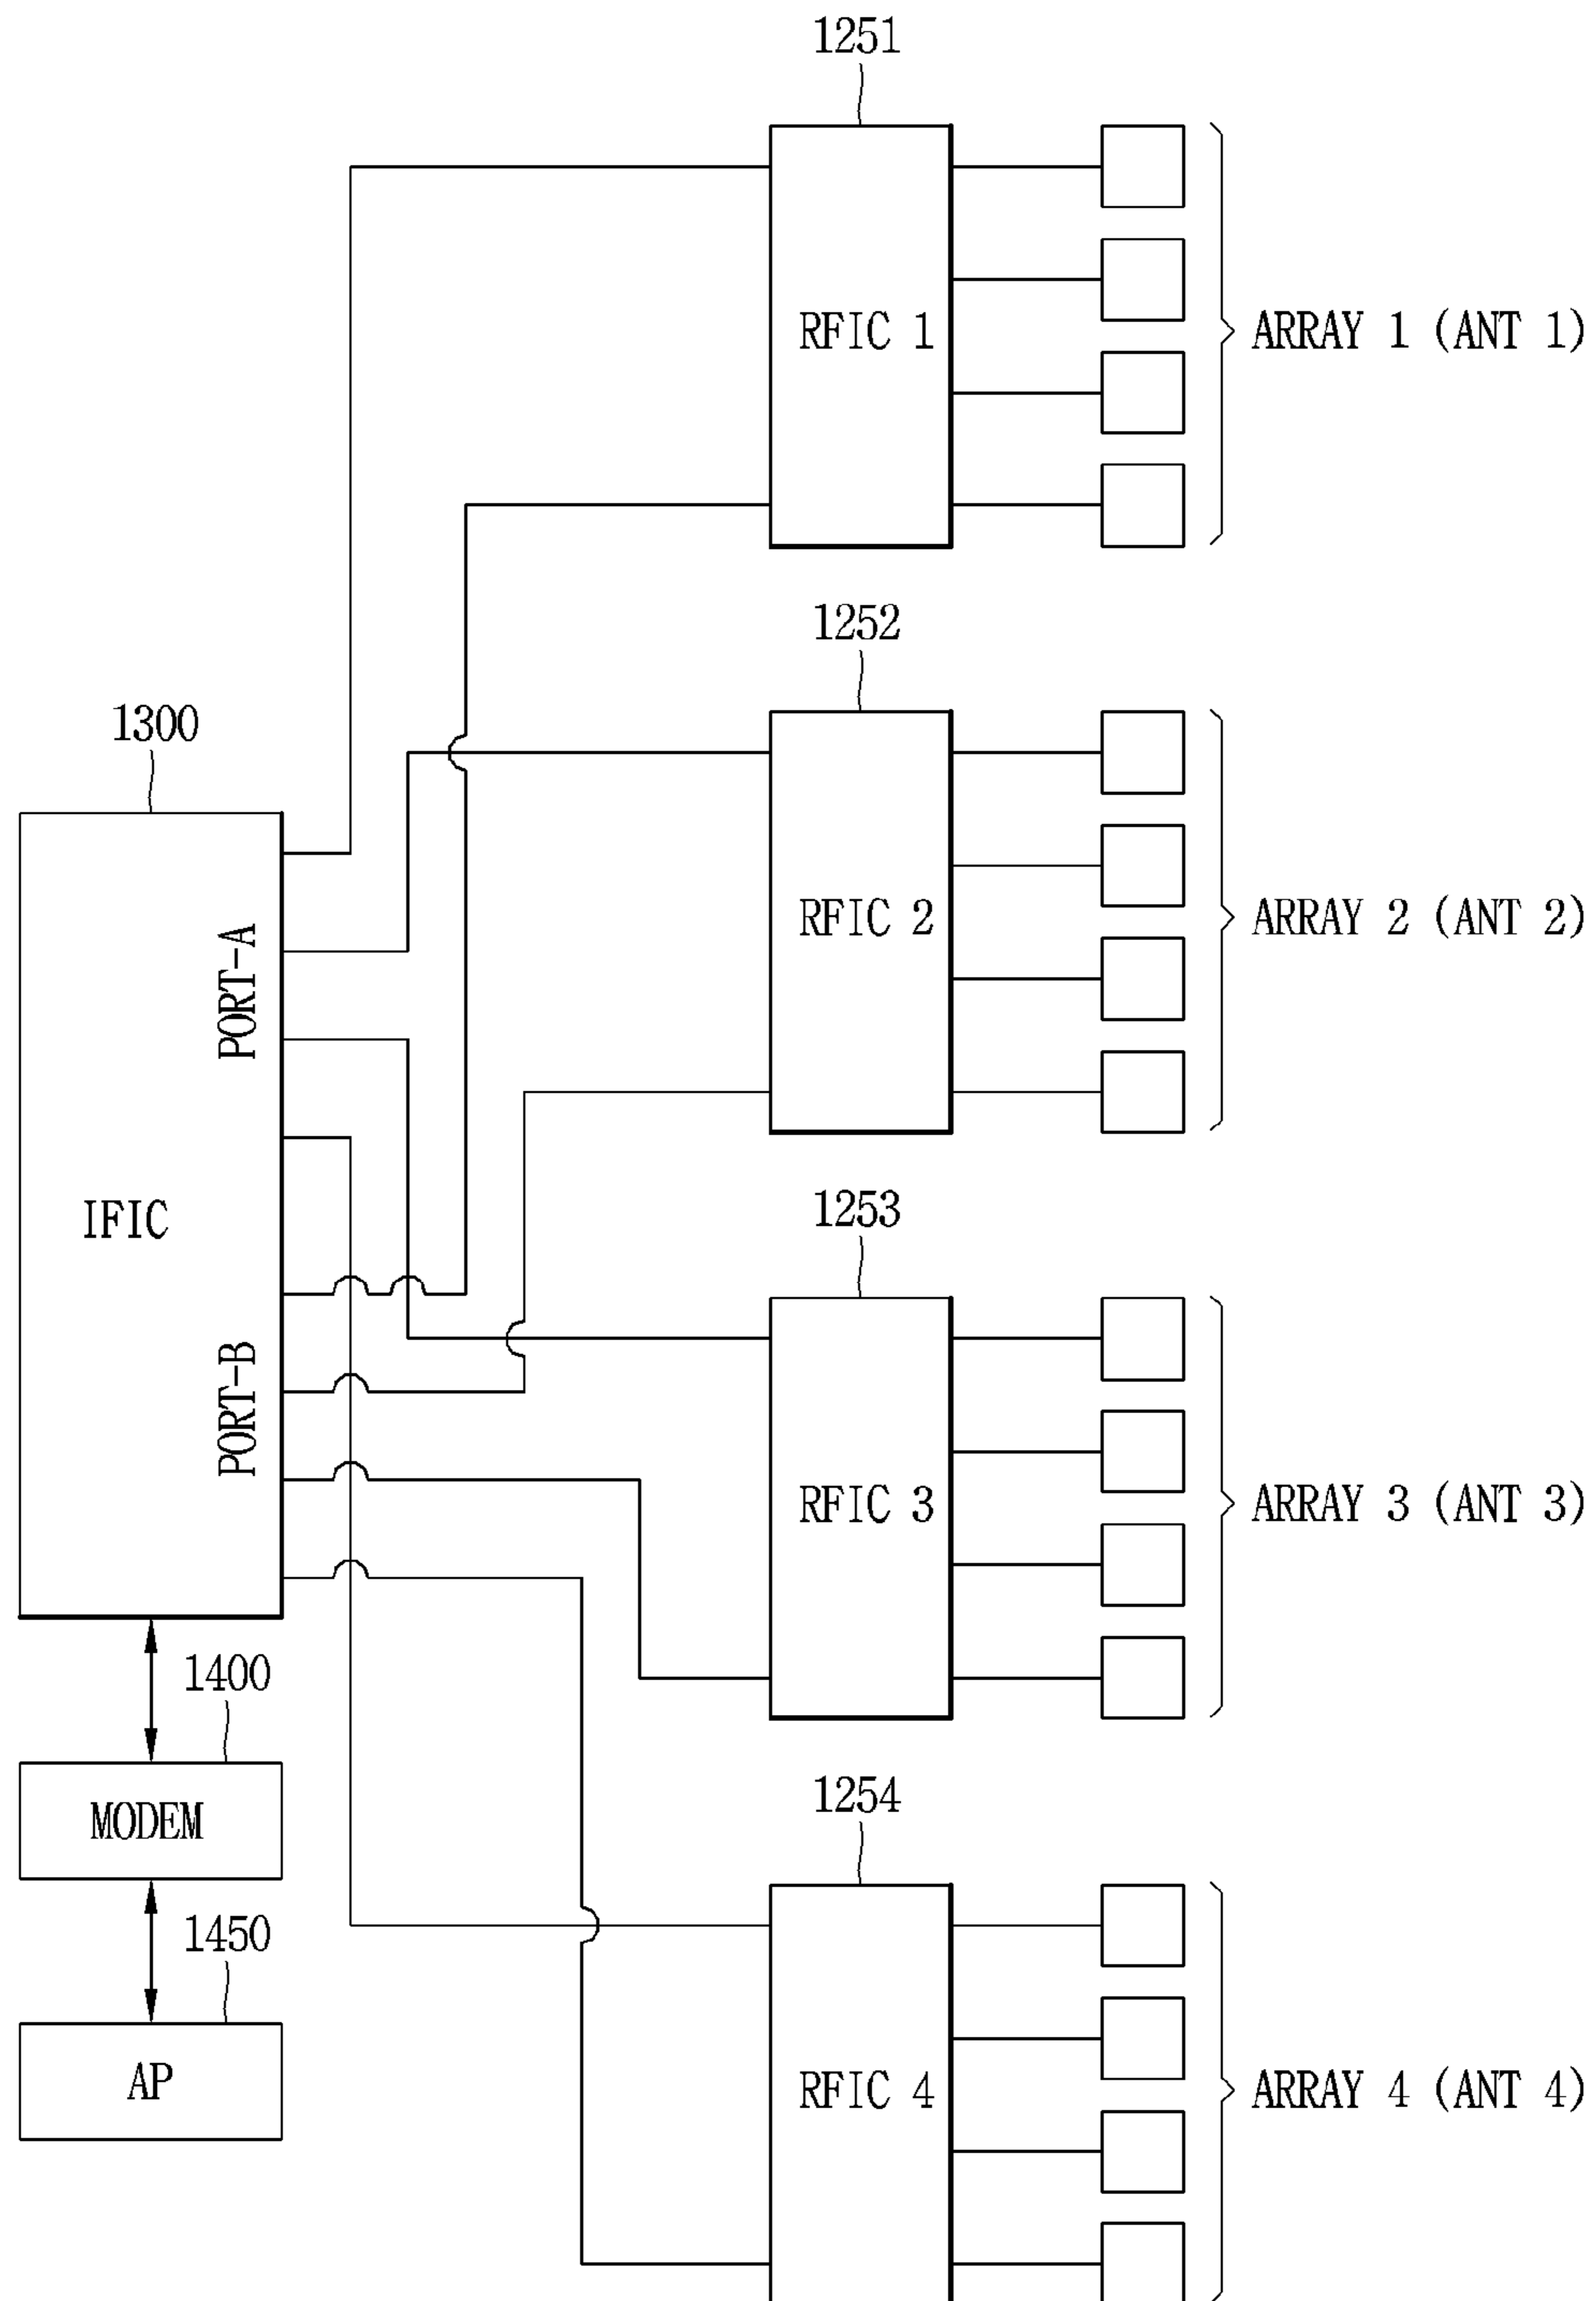 1251
RFIC 1
ARRAY 1 (ANT 1)
1252
RFIC 2
ARRAY 2 (ANT 2)
1300
PORT-A
IFIC
PORT-B
1253
RFIC 3
ARRAY 3 (ANT 3)
1400
MODEM
1254
RFIC 4
ARRAY 4 (ANT 4)
1450
AP